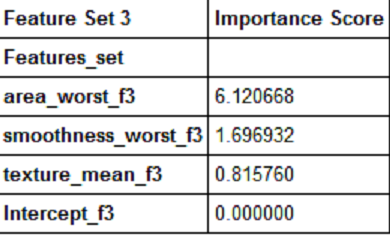 Feature Set 3 Importance Score
Features_set
area_worst_f3 6.120668
smoothness_worst_f3 1.696932
texture_mean_f3 0.815760
Intercept_f3 0.000000